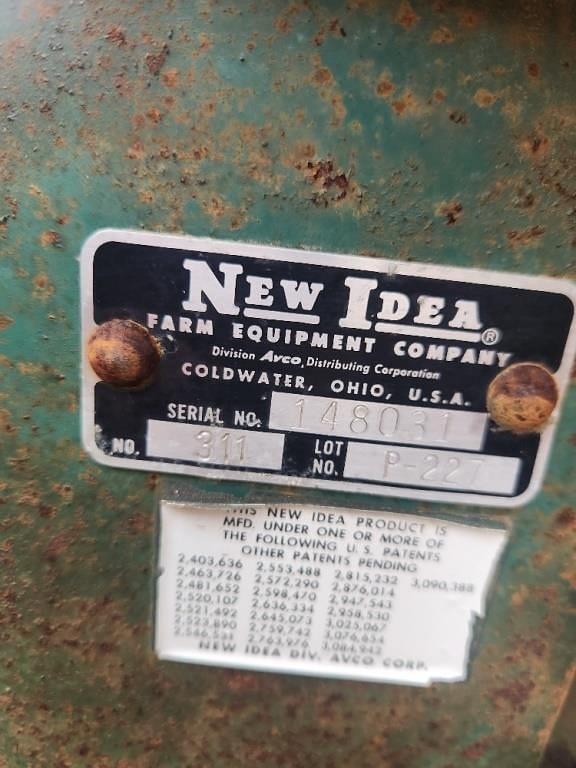 NEW IDEA®
FARM EQUIPMENT COMPANY
Division Avco Distributing Corporation
COLDWATER, OHIO, U.S.A.
SERIAL NO. 148031
NO. 311 LOT NO. P-227
THIS NEW IDEA PRODUCT IS
MFD. UNDER ONE OR MORE OF
THE FOLLOWING U. S. PATENTS
OTHER PATENTS PENDING
2,403,636 2,553,488 2,815,232 3,090,388
2,463,726 2,572,290 2,876,014
2,481,652 2,598,470 2,947,543
2,520,107 2,636,334 2,958,530
2,521,492 2,645,073 3,025,067
2,523,890 2,759,742 3,076,654
2,546,531 2,763,976 3,084,942
NEW IDEA DIV. AVCO CORP.